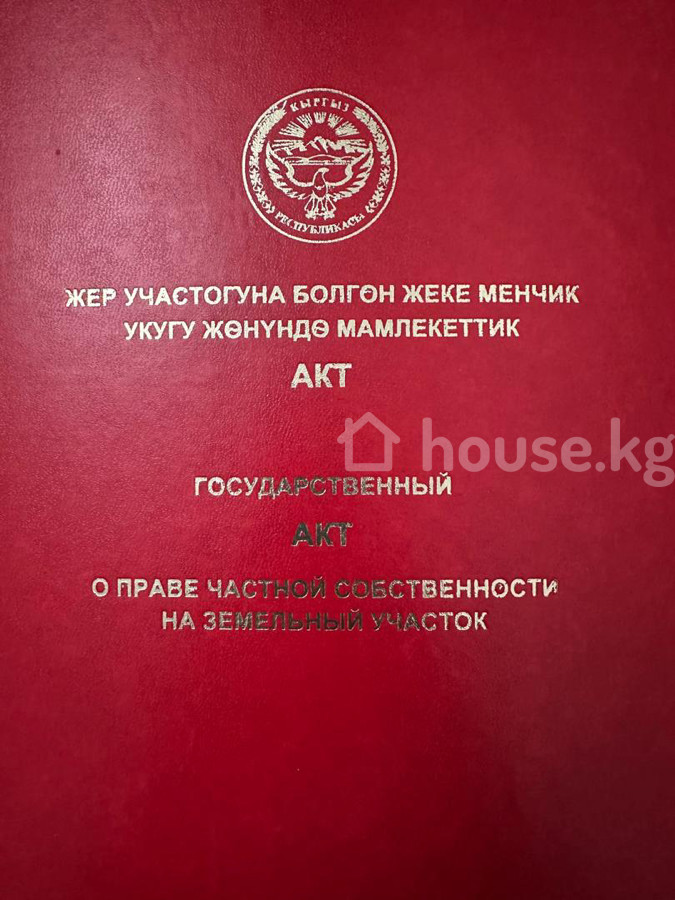 КЫРГЫЗ
РЕСПУБЛИКАСЫ
ЖЕР УЧАСТОГУНА БОЛГОН ЖЕКЕ МЕНЧИК
УКУГУ ЖӨНҮНДӨ МАМЛЕКЕТТИК
АКТ
house.kg
ГОСУДАРСТВЕННЫЙ
АКТ
О ПРАВЕ ЧАСТНОЙ СОБСТВЕННОСТИ
НА ЗЕМЕЛЬНЫЙ УЧАСТОК